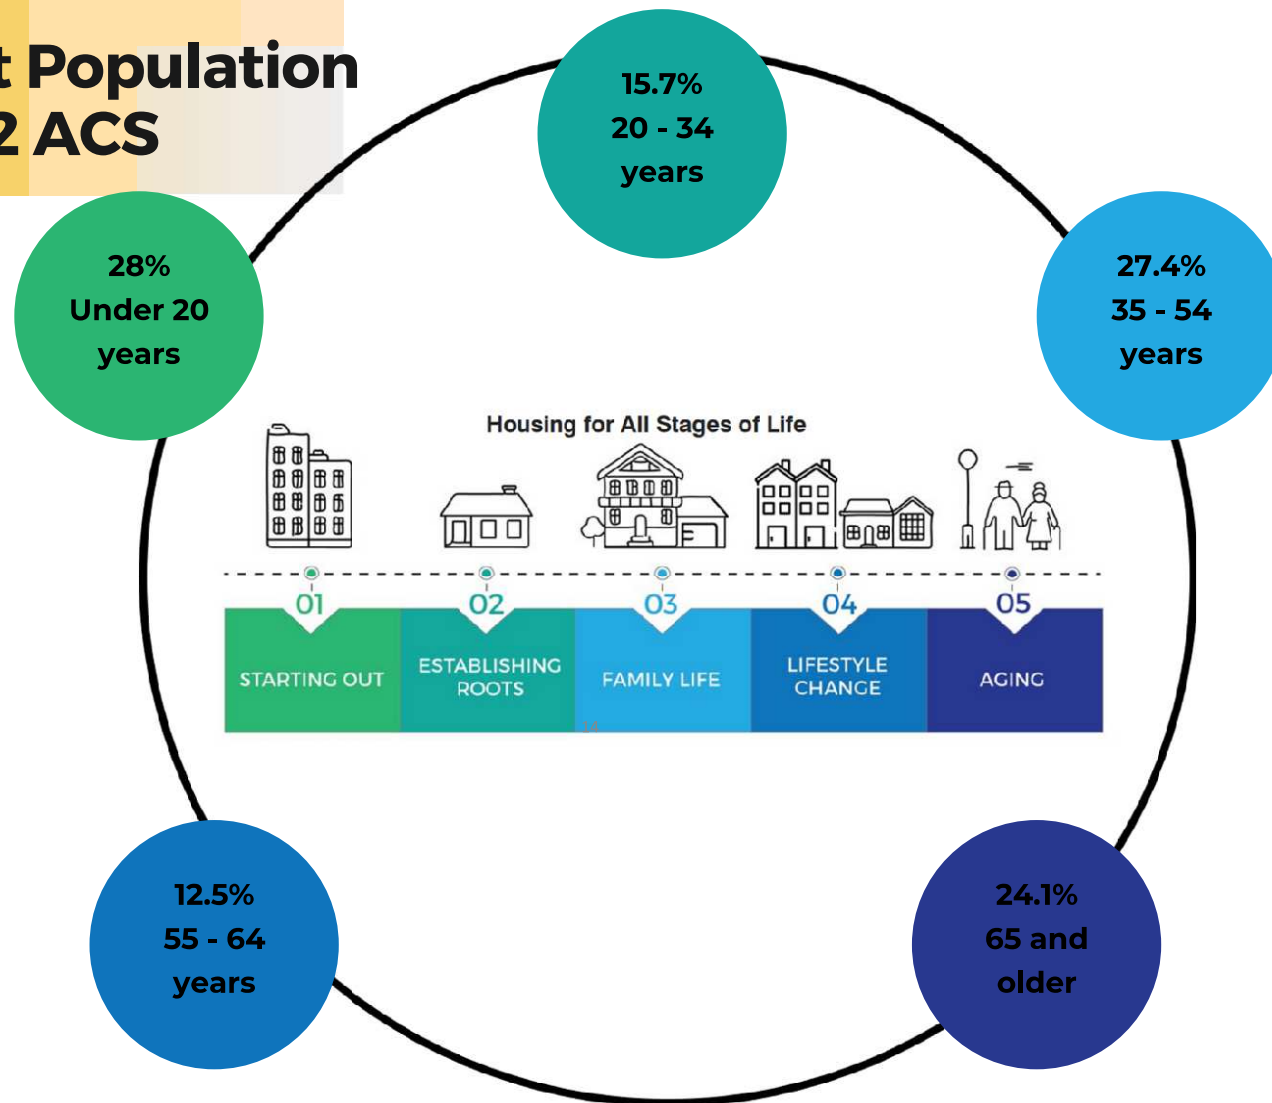 t Population
2 ACS
15.7%
20 - 34
years
28%
Under 20
years
27.4%
35 - 54
years
Housing for All Stages of Life
01
02
03
04
05
STARTING OUT
ESTABLISHING
ROOTS
FAMILY LIFE
LIFESTYLE
CHANGE
AGING
14
12.5%
55 - 64
years
24.1%
65 and
older